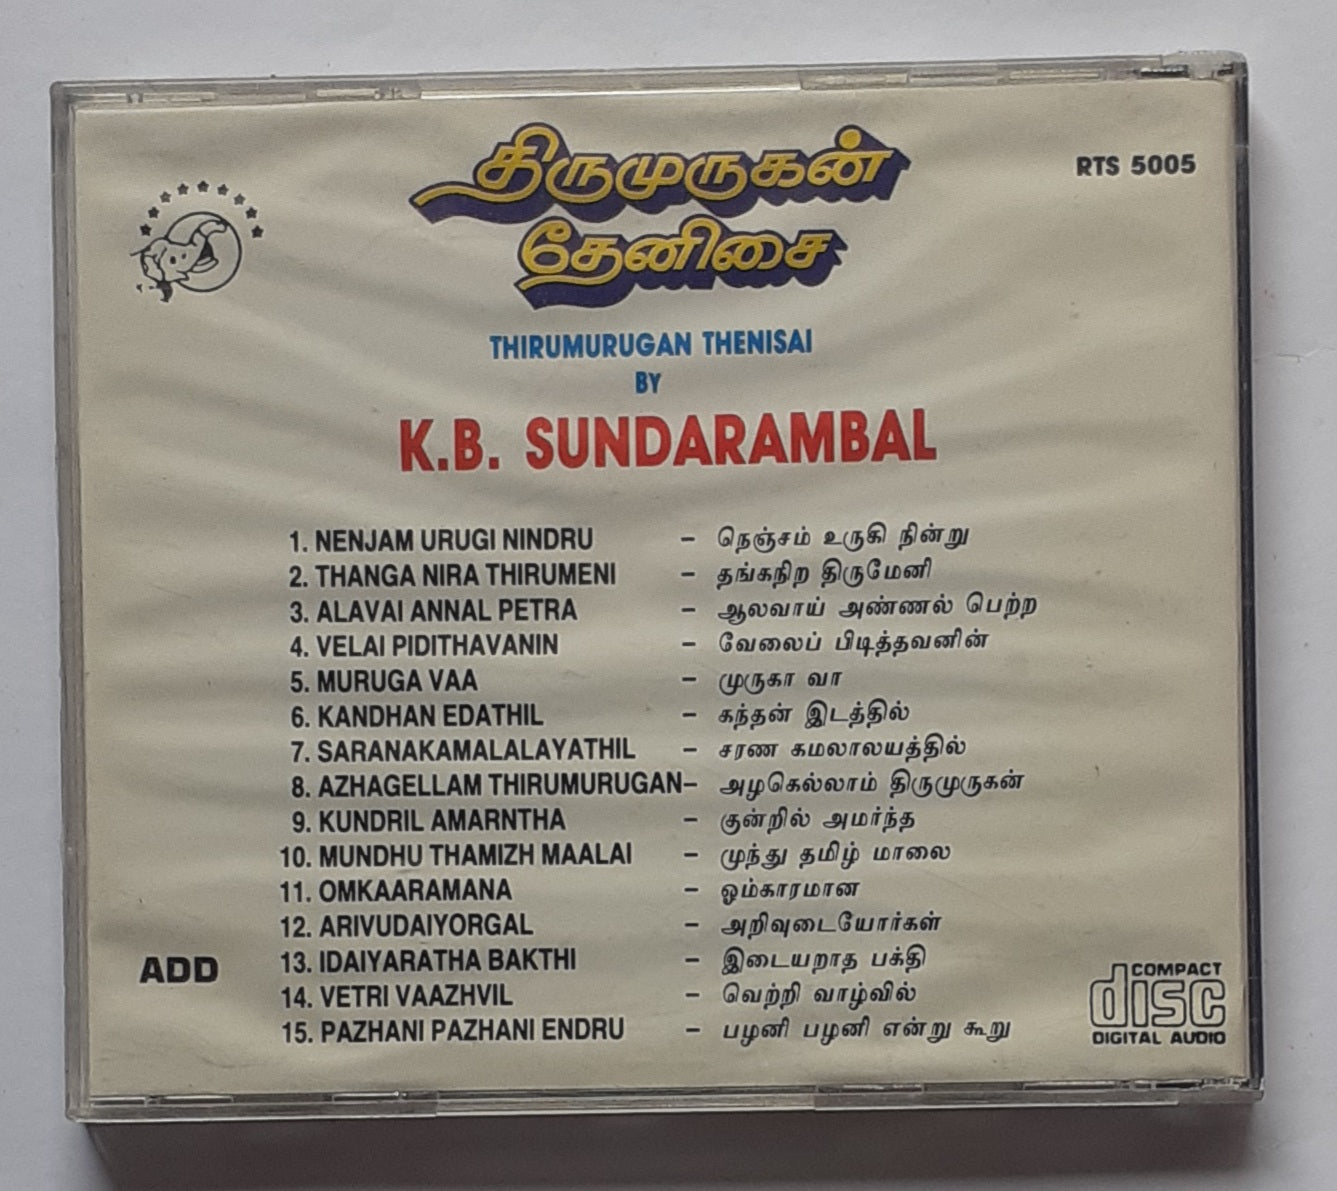 திருமுருகன்
RTS 5005
தேனிசை
THIRUMURUGAN THENISAI
BY
K.B. SUNDARAMBAL
1. NENJAM URUGI NINDRU – நெஞ்சம் உருகி நின்று
2. THANGA NIRA THIRUMENI – தங்கநிற திருமேனி
3. ALAVAI ANNAL PETRA – ஆலவாய் அண்ணல் பெற்ற
4. VELAI PIDITHAVANIN – வேலைப் பிடித்தவனின்
5. MURUGA VAA – முருகா வா
6. KANDHAN EDATHIL – கந்தன் இடத்தில்
7. SARANAKAMALALAYATHIL – சரண கமலாலயத்தில்
8. AZHAGELLAM THIRUMURUGAN– அழகெல்லாம் திருமுருகன்
9. KUNDRIL AMARNTHA – குன்றில் அமர்ந்த
10. MUNDHU THAMIZH MAALAI – முந்து தமிழ் மாலை
11. OMKAARAMANA – ஓம்காரமான
12. ARIVUDAIYORGAL – அறிவுடையோர்கள்
13. IDAIYARATHA BAKTHI – இடையறாத பக்தி
14. VETRI VAAZHVIL – வெற்றி வாழ்வில்
15. PAZHANI PAZHANI ENDRU – பழனி பழனி என்று கூறு
ADD
COMPACT
disc
DIGITAL AUDIO